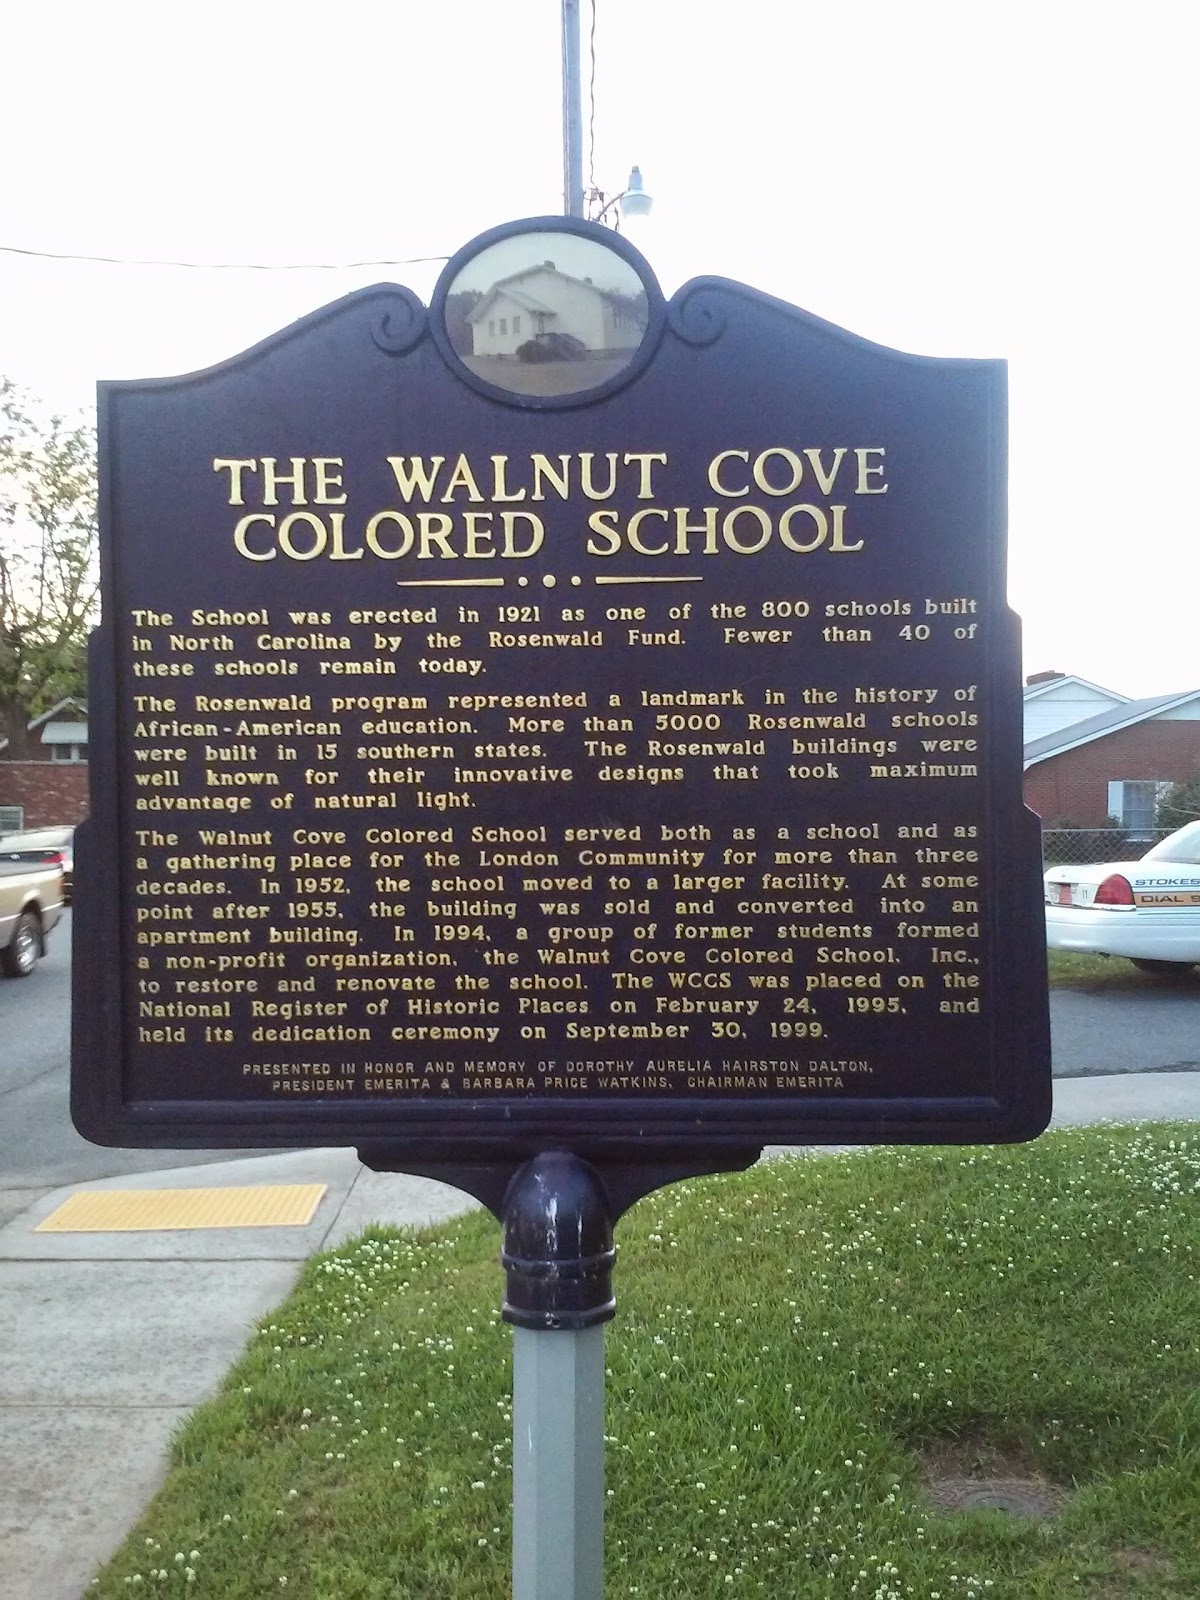 THE WALNUT COVE
COLORED SCHOOL
The School was erected in 1921 as one of the 800 schools built
in North Carolina by the Rosenwald Fund. Fewer than 40 of
these schools remain today.
The Rosenwald program represented a landmark in the history of
African-American education. More than 5000 Rosenwald schools
were built in 15 southern states. The Rosenwald buildings were
well known for their innovative designs that took maximum
advantage of natural light.
The Walnut Cove Colored School served both as a school and as
a gathering place for the London Community for more than three
decades. In 1952, the school moved to a larger facility. At some
point after 1955, the building was sold and converted into an
apartment building. In 1994, a group of former students formed
a non-profit organization, the Walnut Cove Colored School, Inc.,
to restore and renovate the school. The WCCS was placed on the
National Register of Historic Places on February 24, 1995, and
held its dedication ceremony on September 30, 1999.
PRESENTED IN HONOR AND MEMORY OF DOROTHY AURELIA HAIRSTON DALTON,
PRESIDENT EMERITA & BARBARA PRICE WATKINS, CHAIRMAN EMERITA
STOKES
DIAL
11